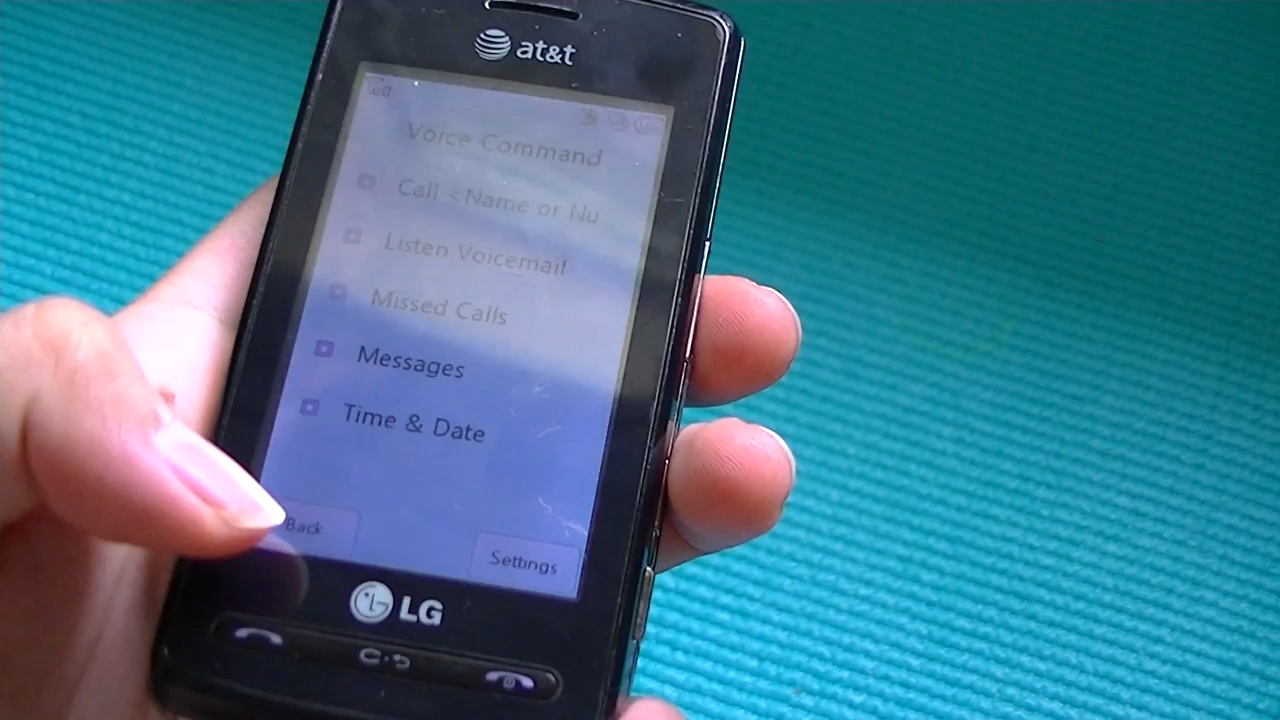 at&t
Voice Command
Call <Name or Nu...
Listen Voicemail
Missed Calls
Messages
Time & Date
Back
Settings
LG